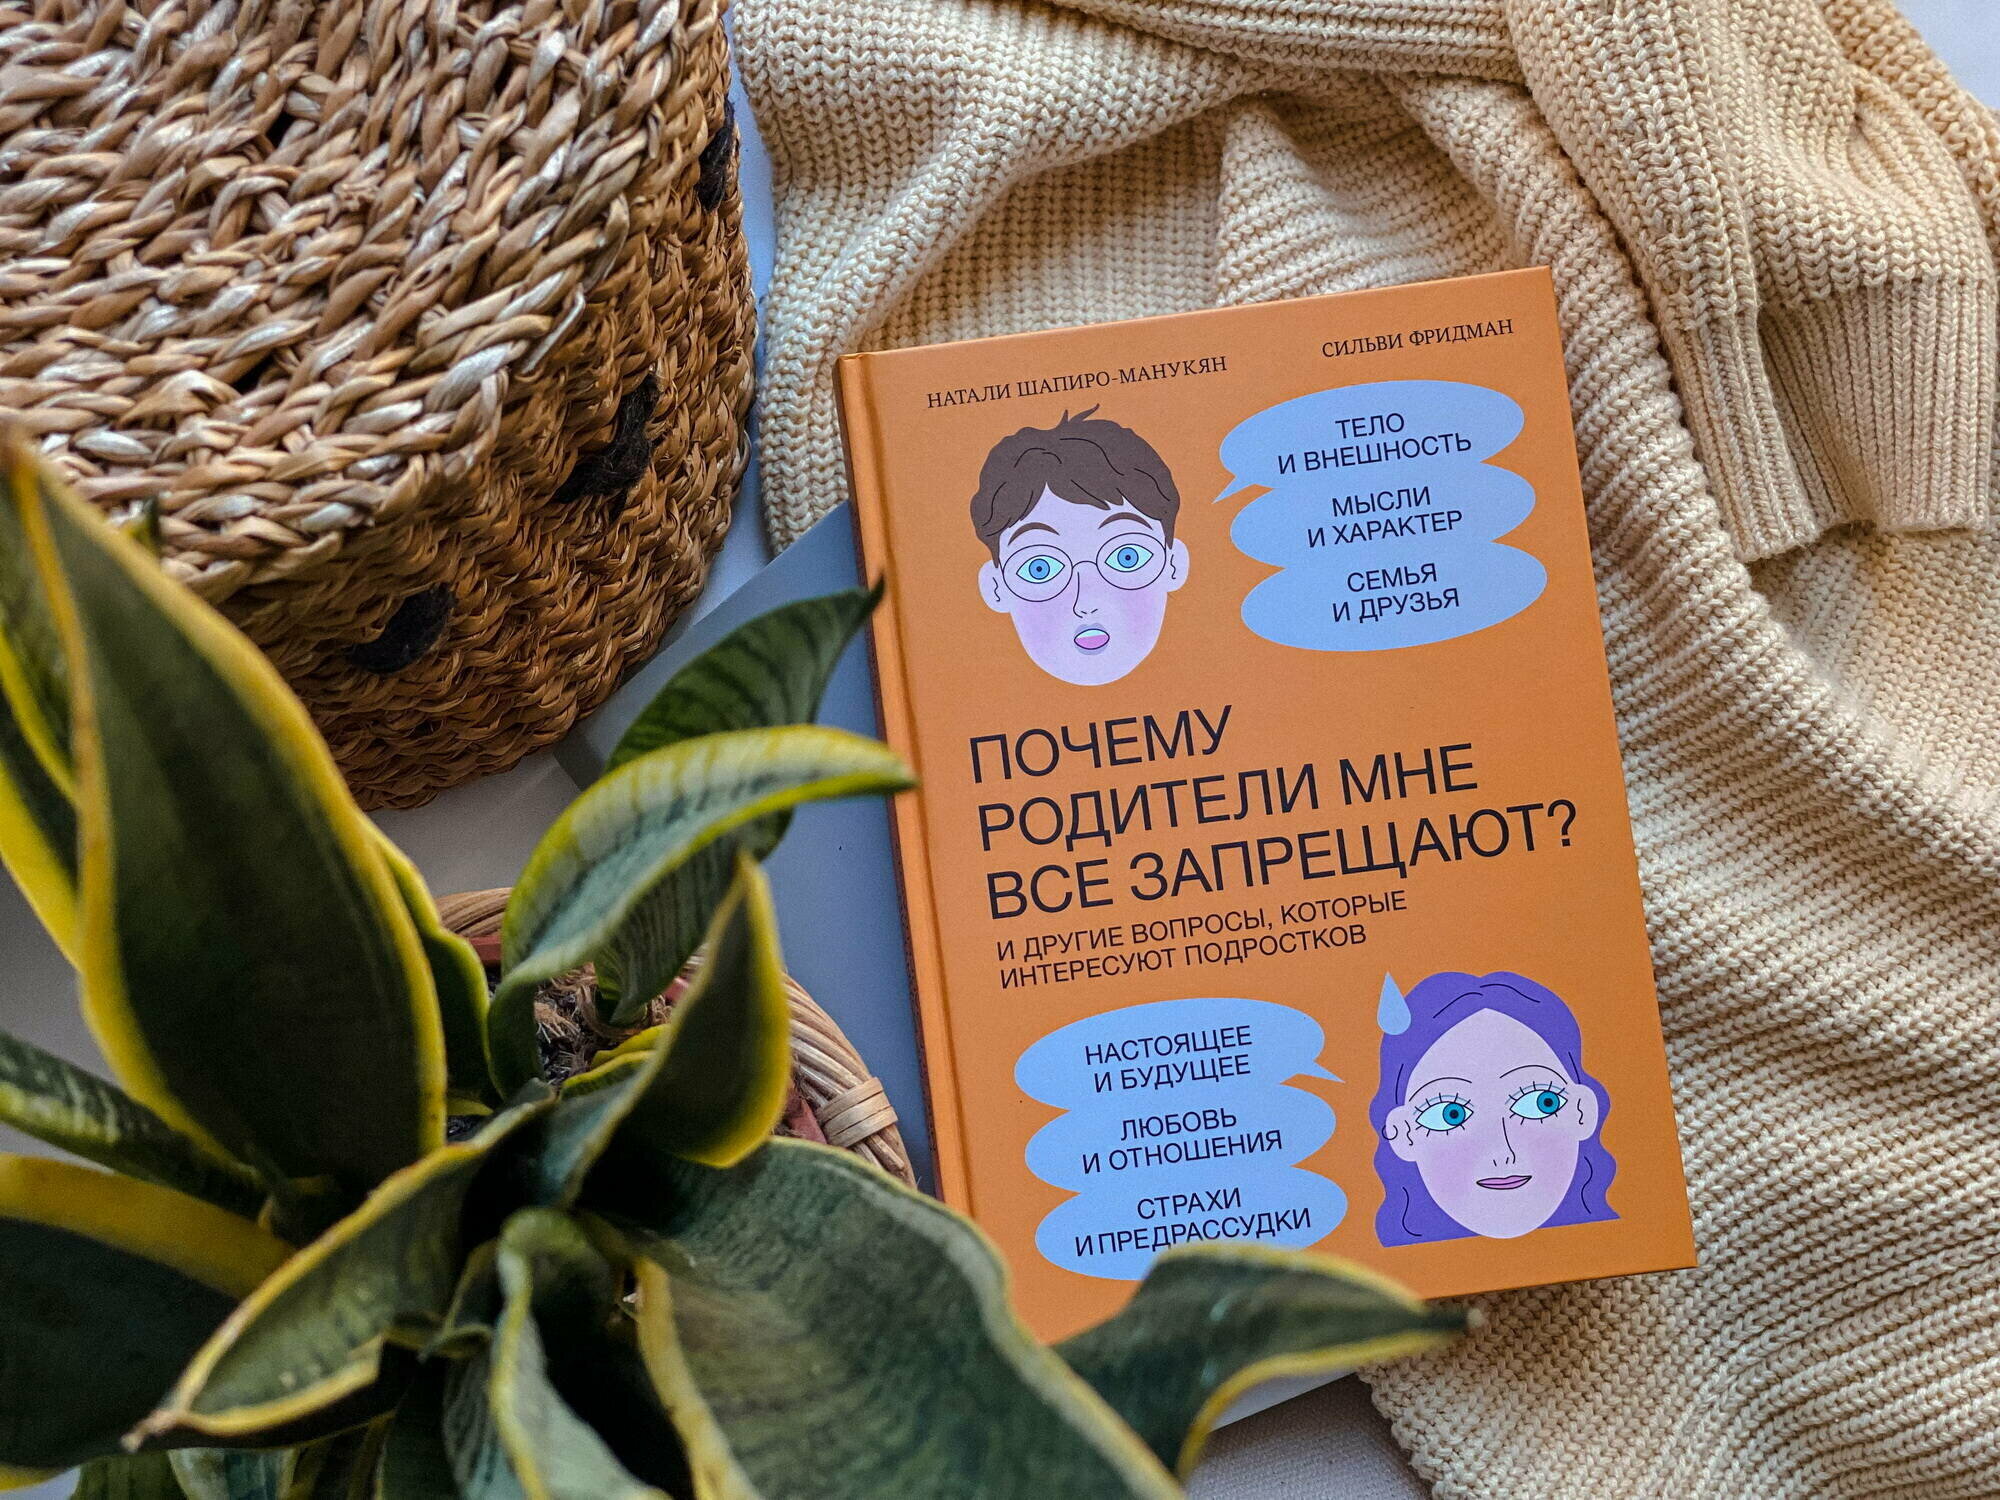 НАТАЛИ ШАПИРО-МАНУКЯН
СИЛЬВИ ФРИДМАН
ТЕЛО
И ВНЕШНОСТЬ
МЫСЛИ
И ХАРАКТЕР
СЕМЬЯ
И ДРУЗЬЯ
ПОЧЕМУ
РОДИТЕЛИ МНЕ
ВСЕ ЗАПРЕЩАЮТ?
И ДРУГИЕ ВОПРОСЫ, КОТОРЫЕ
ИНТЕРЕСУЮТ ПОДРОСТКОВ
НАСТОЯЩЕЕ
И БУДУЩЕЕ
ЛЮБОВЬ
И ОТНОШЕНИЯ
СТРАХИ
И ПРЕДРАССУДКИ